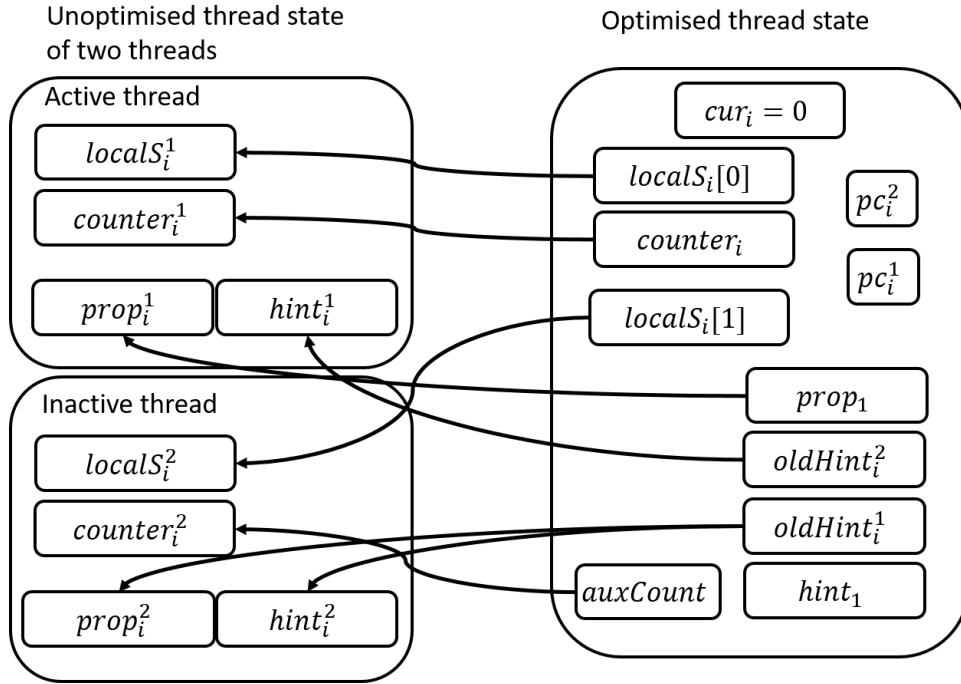 Unoptimised thread state
of two threads
Active thread
localS_i^1
counter_i^1
prop_i^1
hint_i^1
Inactive thread
localS_i^2
counter_i^2
prop_i^2
hint_i^2
Optimised thread state
cur_i = 0
localS_i[0]
pc_i^2
counter_i
pc_i^1
localS_i[1]
prop_1
oldHint_i^2
oldHint_i^1
auxCount
hint_1